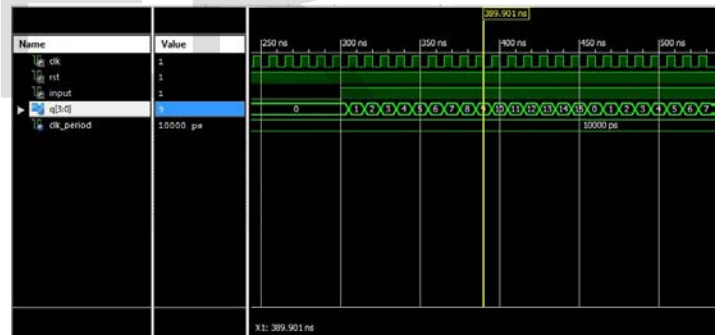 389.901 ns
Name Value 250 ns 300 ns 350 ns 400 ns 450 ns 500 ns
clk 1
rst 1
input 1
q[3:0] 9 0 1 2 3 4 5 6 7 8 9 10 11 12 13 14 15 0 1 2 3 4 5 6 7
clk_period 10000 ps 10000 ps
X1: 389.901 ns